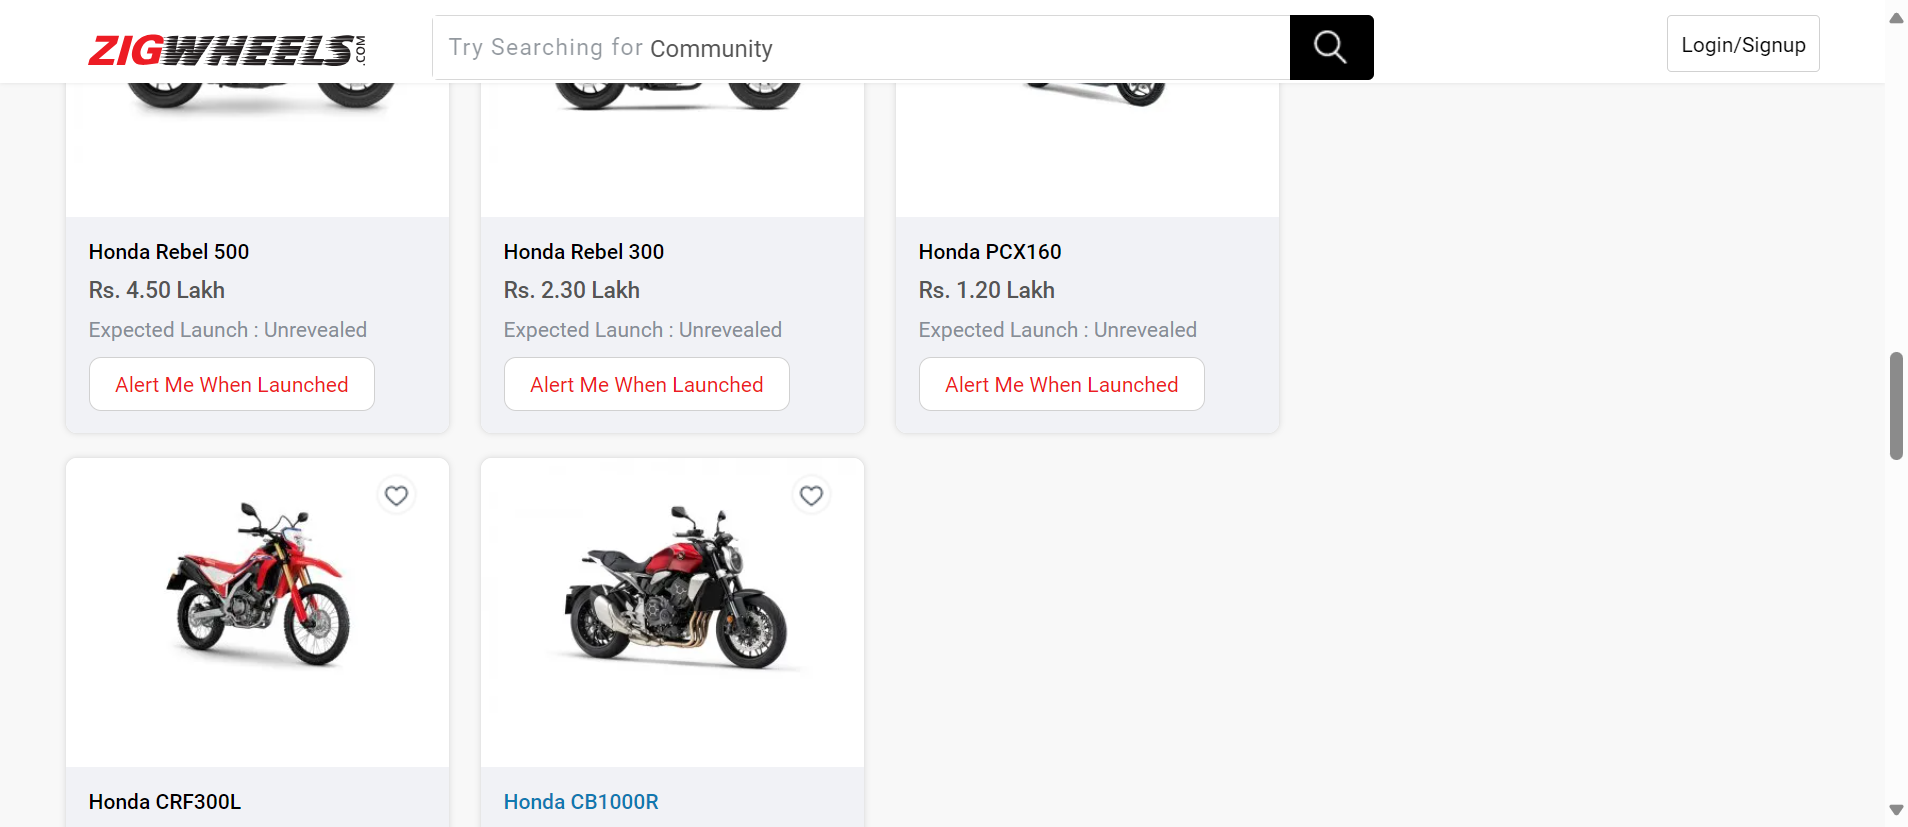 ZIGWHEELS.COM
Try Searching for Community
Login/Signup
Honda Rebel 500
Rs. 4.50 Lakh
Expected Launch : Unrevealed
Alert Me When Launched
Honda Rebel 300
Rs. 2.30 Lakh
Expected Launch : Unrevealed
Alert Me When Launched
Honda PCX160
Rs. 1.20 Lakh
Expected Launch : Unrevealed
Alert Me When Launched
Honda CRF300L
Honda CB1000R